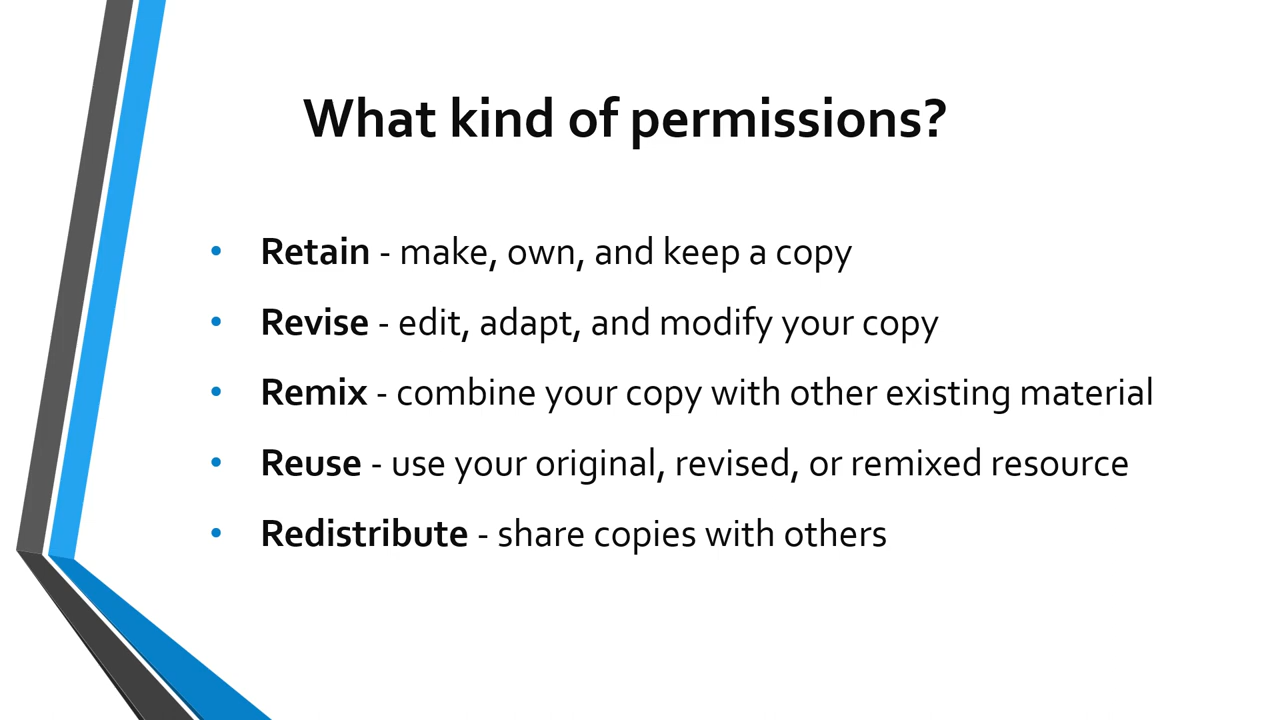 What kind of permissions?
• Retain - make, own, and keep a copy
• Revise - edit, adapt, and modify your copy
• Remix - combine your copy with other existing material
• Reuse - use your original, revised, or remixed resource
• Redistribute - share copies with others